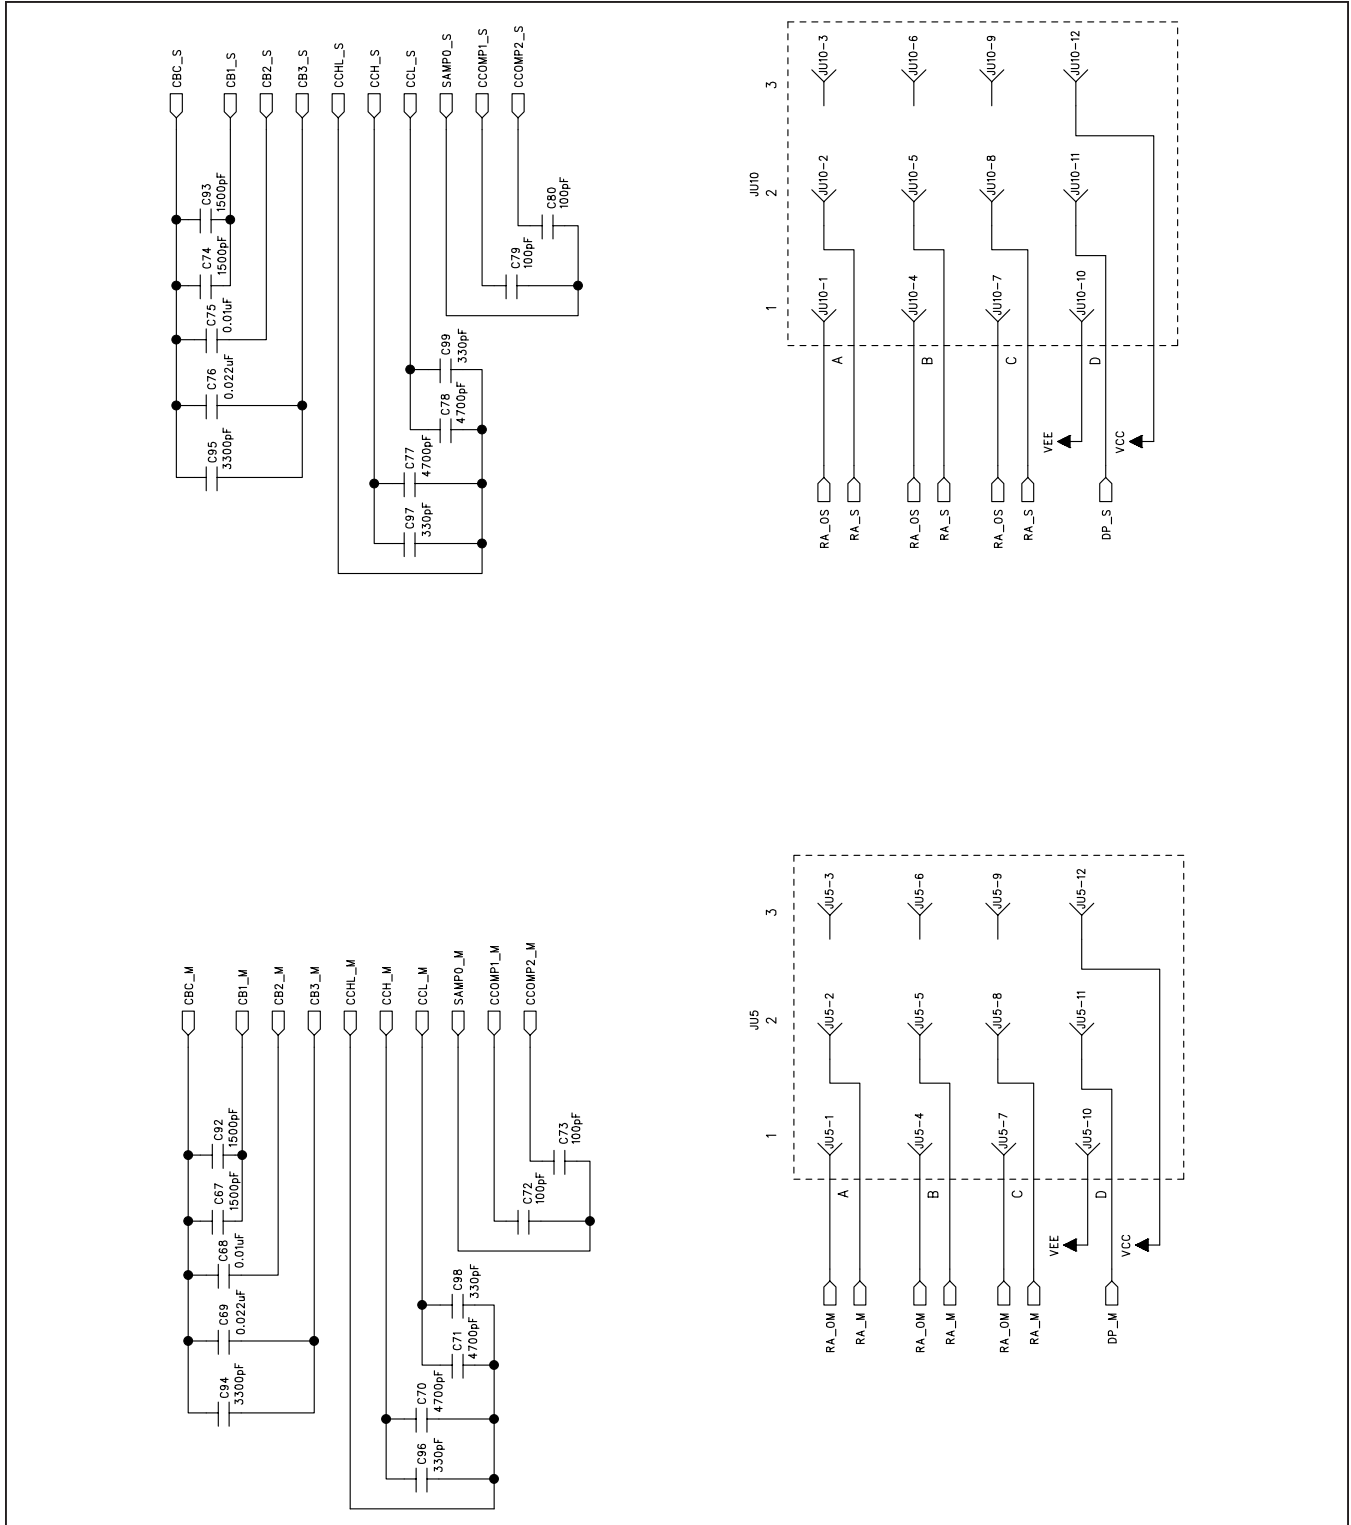 CBC_S
CB1_S
CB2_S
CB3_S
CCHL_S
CCH_S
CCL_S
SAMPO_S
CCOMP1_S
CCOMP2_S
C93
1500pF
C74
1500pF
C75
0.01uF
C76
0.022uF
C95
3300pF
C80
100pF
C79
100pF
C99
330pF
C78
4700pF
C77
4700pF
C97
330pF
JU10
3
2
1
JU10-3
JU10-6
JU10-9
JU10-12
JU10-2
JU10-5
JU10-8
JU10-11
JU10-1
JU10-4
JU10-7
JU10-10
A
B
C
D
VEE
VCC
RA_OS
RA_S
RA_OS
RA_S
RA_OS
RA_S
DP_S
CBC_M
CB1_M
CB2_M
CB3_M
CCHL_M
CCH_M
CCL_M
SAMPO_M
CCOMP1_M
CCOMP2_M
C92
1500pF
C67
1500pF
C68
0.01uF
C69
0.022uF
C94
3300pF
C73
100pF
C72
100pF
C98
330pF
C71
4700pF
C70
4700pF
C96
330pF
JU5
3
2
1
JU5-3
JU5-6
JU5-9
JU5-12
JU5-2
JU5-5
JU5-8
JU5-11
JU5-1
JU5-4
JU5-7
JU5-10
A
B
C
D
VEE
VCC
RA_OM
RA_M
RA_OM
RA_M
RA_OM
RA_M
DP_M